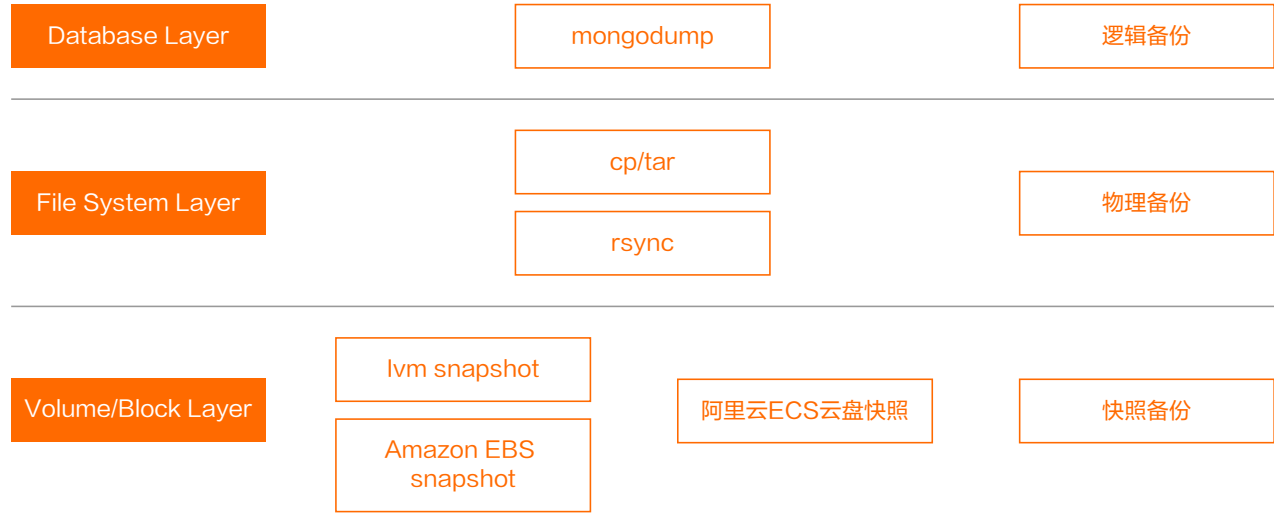 Database Layer
mongodump
逻辑备份
cp/tar
File System Layer
物理备份
rsync
lvm snapshot
Volume/Block Layer
阿里云ECS云盘快照
快照备份
Amazon EBS
snapshot